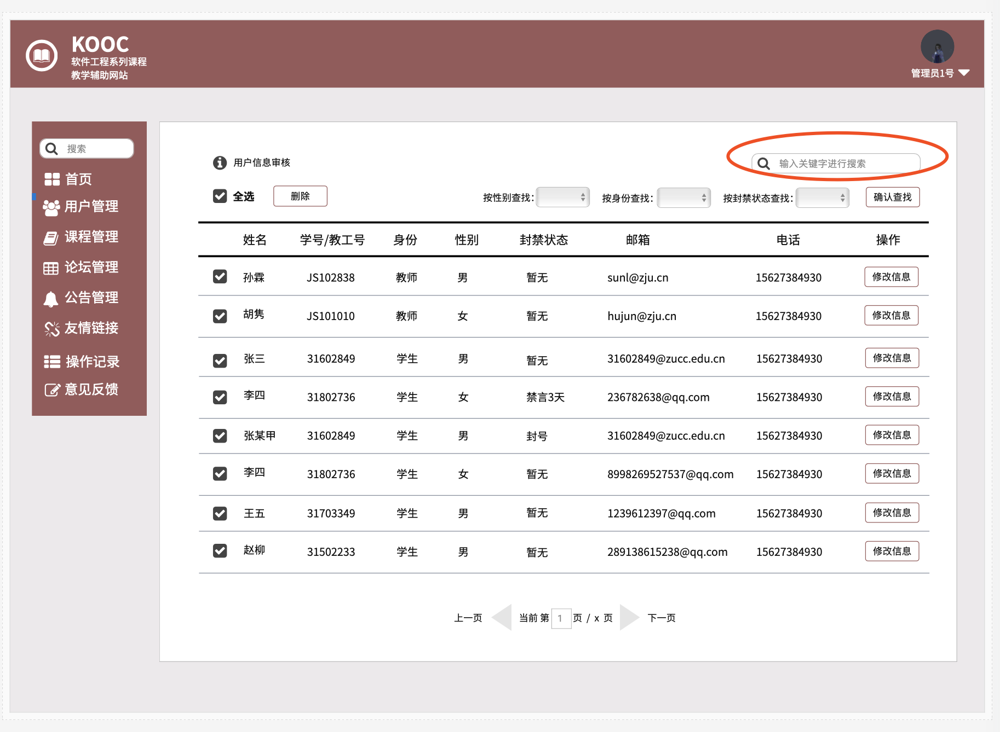 KOOC
软件工程系列课程
教学辅助网站
管理员1号
搜索
首页
用户管理
课程管理
论坛管理
公告管理
友情链接
操作记录
意见反馈
用户信息审核
输入关键字进行搜索
全选 删除 按性别查找： 按身份查找： 按封禁状态查找： 确认查找
姓名 学号/教工号 身份 性别 封禁状态 邮箱 电话 操作
孙霖 JS102838 教师 男 暂无 sunl@zju.cn 15627384930 修改信息
胡隽 JS101010 教师 女 暂无 hujun@zju.cn 15627384930 修改信息
张三 31602849 学生 男 暂无 31602849@zucc.edu.cn 15627384930 修改信息
李四 31802736 学生 女 禁言3天 236782638@qq.com 15627384930 修改信息
张某甲 31602849 学生 男 封号 31602849@zucc.edu.cn 15627384930 修改信息
李四 31802736 学生 女 暂无 8998269527537@qq.com 15627384930 修改信息
王五 31703349 学生 男 暂无 1239612397@qq.com 15627384930 修改信息
赵柳 31502233 学生 男 暂无 289138615238@qq.com 15627384930 修改信息
上一页 当前 第 1 页 / x 页 下一页